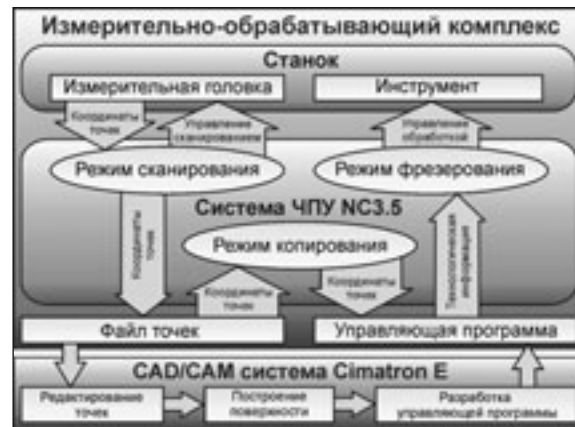 Измерительно-обрабатывающий комплекс
Станок
Измерительная головка
Инструмент
Координаты
точек
Управление
сканированием
Управление
обработкой
Режим сканирования
Режим фрезерования
Система ЧПУ NC3.5
Режим копирования
Координаты
точек
Координаты
точек
Координаты
точек
Технологическая
информация
Файл точек
Управляющая программа
CAD/CAM система Cimatron E
Редактирование
точек
Построение
поверхности
Разработка
управляющей программы